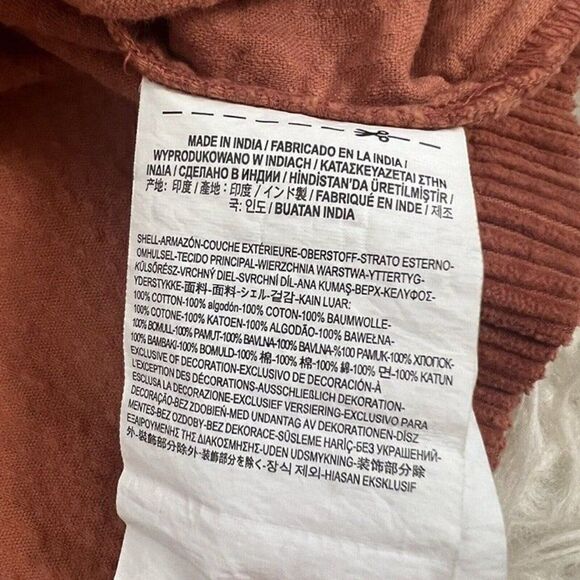 MADE IN INDIA / FABRICADO EN LA INDIA /
WYPRODUKOWANO W INDIACH / ΚΑΤΑΣΚΕΥΑΖΕΤΑΙ ΣΤΗΝ
ΙΝΔΙΑ / СДЕЛАНО В ИНДИИ / HİNDİSTAN'DA ÜRETİLMİŞTİR /
产地: 印度 / 產地: 印度 / インド製 / FABRIQUÉ EN INDE / 제조
국: 인도 / BUATAN INDIA
SHELL-ARMAZÓN-COUCHE EXTÉRIEURE-OBERSTOFF-STRATO ESTERNO-
OMHULSEL-TECIDO PRINCIPAL-WIERZCHNIA WARSTWA-YTTERTYG-
KÜLSŐRÉSZ-VRCHNÝ DIEL-SVRCHNÍ DÍL-ANA KUMAŞ-ВЕРХ-ΚΕΛΥΦΟΣ-
YDERSTYKKE-面料-面料-シェル-겉감-KAIN LUAR:
100% COTTON-100% algodón-100% COTON-100% BAUMWOLLE-
100% COTONE-100% KATOEN-100% ALGODÃO-100% BAWEŁNA-
100% BOMULL-100% PAMUT-100% BAVLNA-100% BAVLNA-%100 PAMUK-100% ХЛОПОК-
100% ΒΑΜΒΑΚΙ-100% BOMULD-100% 棉-100% 棉-100% 綿-100% 면-100% KATUN
EXCLUSIVE OF DECORATION-EXCLUSIVO DE DECORACIÓN-À
L'EXCEPTION DES DÉCORATIONS-AUSSCHLIEẞLICH DEKORATION-
ESCLUSA LA DECORAZIONE-EXCLUSIEF VERSIERING-EXCLUSIVO PARA
DECORAÇÃO-BEZ ZDOBIEŃ-MED UNDANTAG AV DEKORATIONEN-DÍSZ
MENTES-BEZ OZDOBY-BEZ DEKORACE-SÜSLEME HARİÇ-БЕЗ УКРАШЕНИЙ-
ΕΞΑΙΡΟΥΜΕΝΗΣ ΤΗΣ ΔΙΑΚΟΣΜΗΣΗΣ-UDEN UDSMYKNING-装饰部分除
外-裝飾部分除外-装飾部分を除く-장식 제외-HIASAN EKSKLUSIF